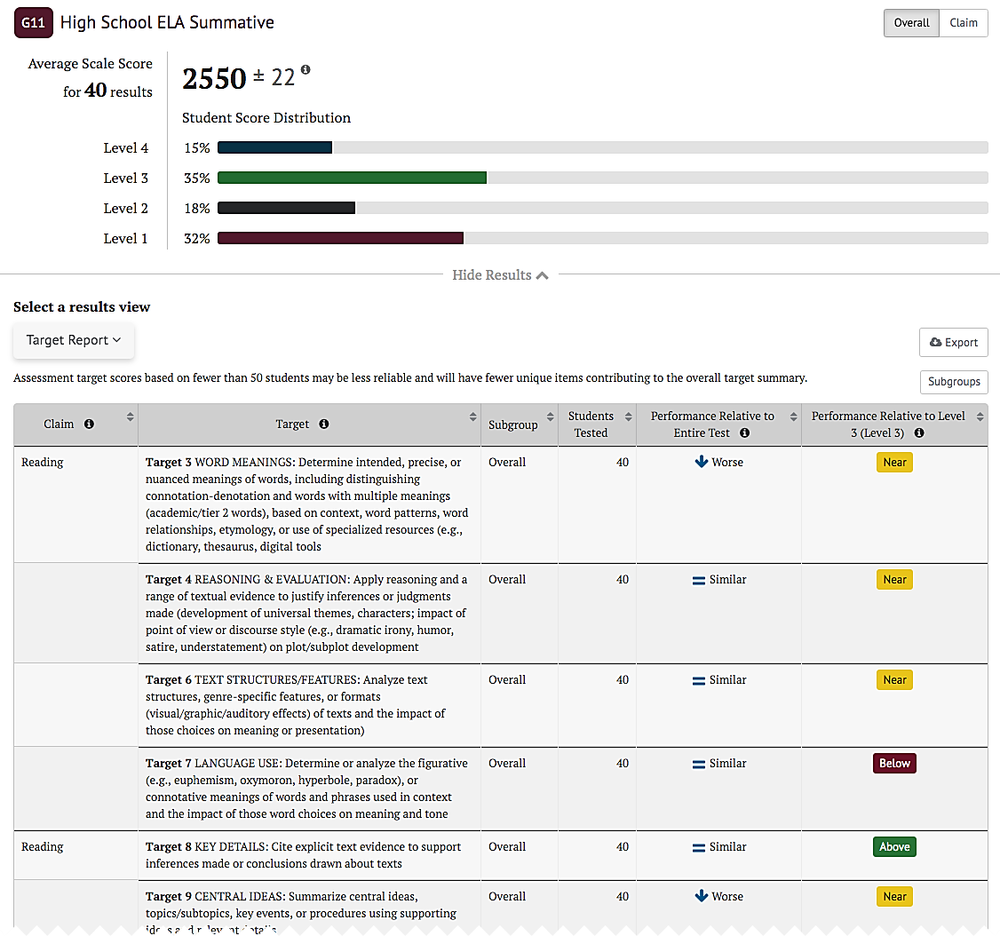 G11 High School ELA Summative
Overall Claim
Average Scale Score
for 40 results
2550 ± 22
Student Score Distribution
Level 4 15%
Level 3 35%
Level 2 18%
Level 1 32%
Hide Results
Select a results view
Target Report
Export
Assessment target scores based on fewer than 50 students may be less reliable and will have fewer unique items contributing to the overall target summary.
Subgroups
Claim Target Subgroup Students Tested Performance Relative to Entire Test Performance Relative to Level 3 (Level 3)
Reading Target 3 WORD MEANINGS: Determine intended, precise, or Overall 40 Worse Near
nuanced meanings of words, including distinguishing
connotation-denotation and words with multiple meanings
(academic/tier 2 words), based on context, word patterns, word
relationships, etymology, or use of specialized resources (e.g.,
dictionary, thesaurus, digital tools
Target 4 REASONING & EVALUATION: Apply reasoning and a Overall 40 Similar Near
range of textual evidence to justify inferences or judgments
made (development of universal themes, characters; impact of
point of view or discourse style (e.g., dramatic irony, humor,
satire, understatement) on plot/subplot development
Target 6 TEXT STRUCTURES/FEATURES: Analyze text Overall 40 Similar Near
structures, genre-specific features, or formats
(visual/graphic/auditory effects) of texts and the impact of
those choices on meaning or presentation)
Target 7 LANGUAGE USE: Determine or analyze the figurative Overall 40 Similar Below
(e.g., euphemism, oxymoron, hyperbole, paradox), or
connotative meanings of words and phrases used in context
and the impact of those word choices on meaning and tone
Reading Target 8 KEY DETAILS: Cite explicit text evidence to support Overall 40 Similar Above
inferences made or conclusions drawn about texts
Target 9 CENTRAL IDEAS: Summarize central ideas, Overall 40 Worse Near
topics/subtopics, key events, or procedures using supporting